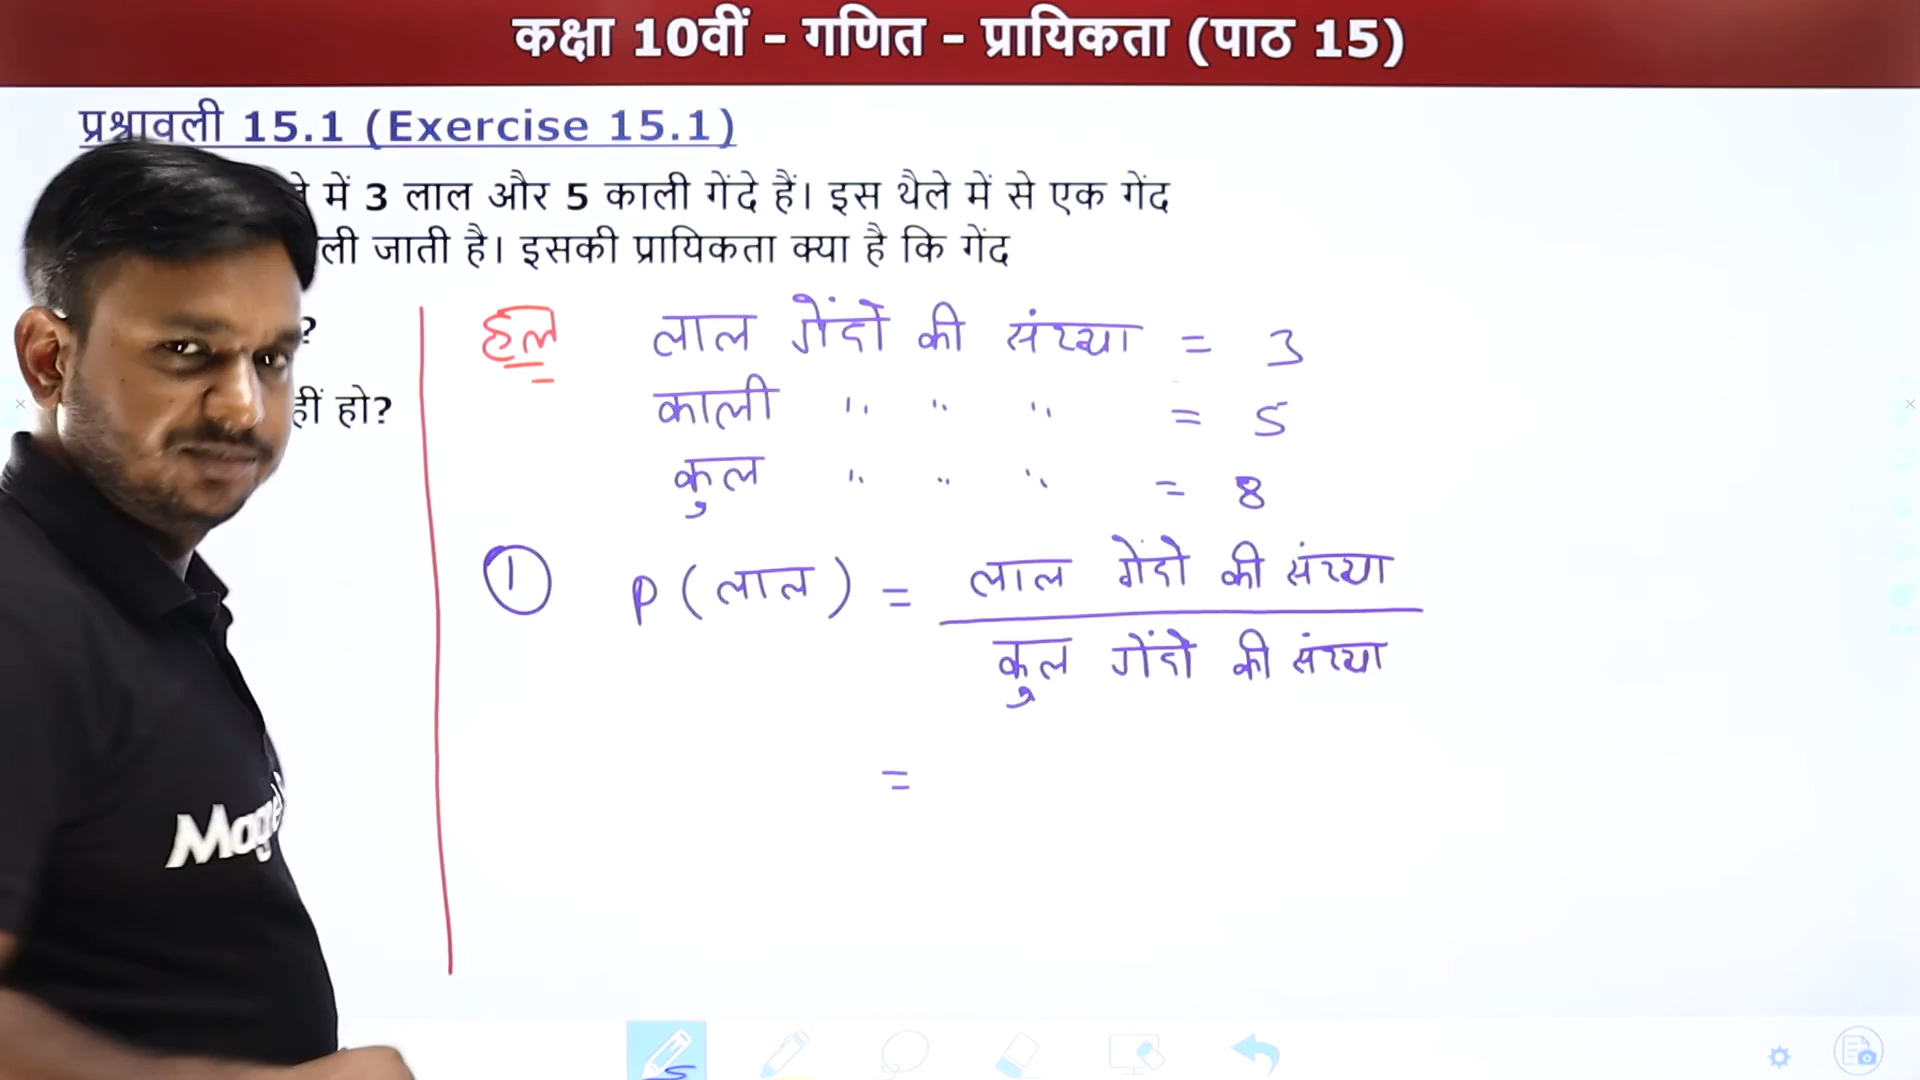 कक्षा 10वीं - गणित - प्रायिकता (पाठ 15)
प्रश्नावली 15.1 (Exercise 15.1)
में 3 लाल और 5 काली गेंदे हैं। इस थैले में से एक गेंद
ली जाती है। इसकी प्रायिकता क्या है कि गेंद
?
हीं हो?
हल लाल गेंदों की संख्या = 3
काली " " " = 5
कुल " " " = 8
① P (लाल) = लाल गेंदों की संख्या
कुल गेंदों की संख्या
=